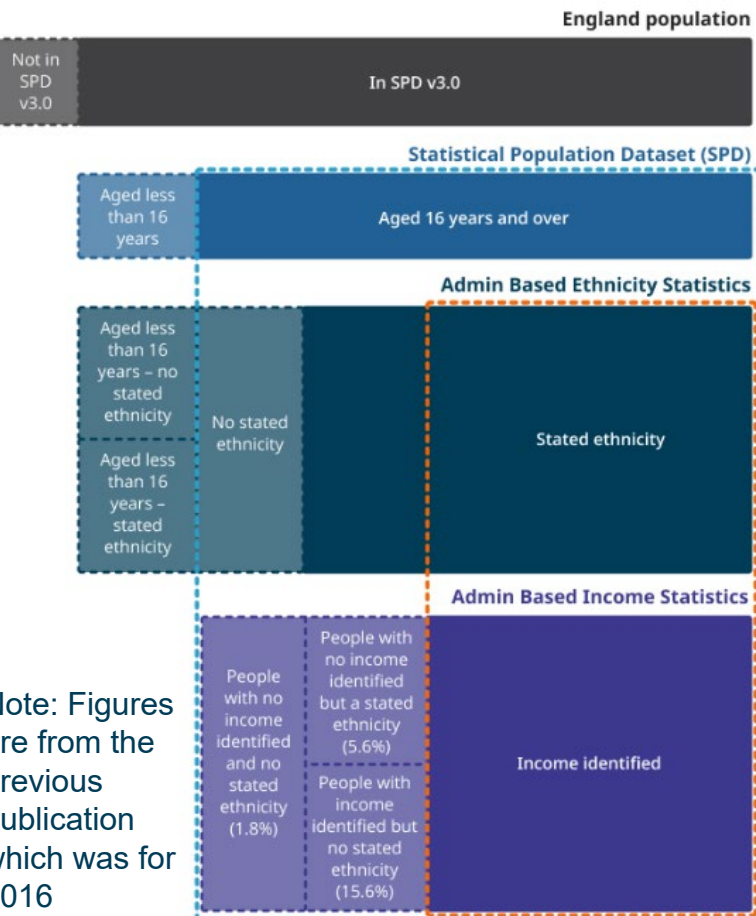 England population
Not in
SPD
v3.0
In SPD v3.0
Statistical Population Dataset (SPD)
Aged less
than 16
years
Aged 16 years and over
Admin Based Ethnicity Statistics
Aged less
than 16
years – no
stated
ethnicity
Aged less
than 16
years –
stated
ethnicity
No stated
ethnicity
Stated ethnicity
Admin Based Income Statistics
People
with no
income
identified
and no
stated
ethnicity
(1.8%)
People with
no income
identified
but a stated
ethnicity
(5.6%)
People with
income
identified but
no stated
ethnicity
(15.6%)
Income identified
ote: Figures
re from the
revious
ublication
hich was for
016